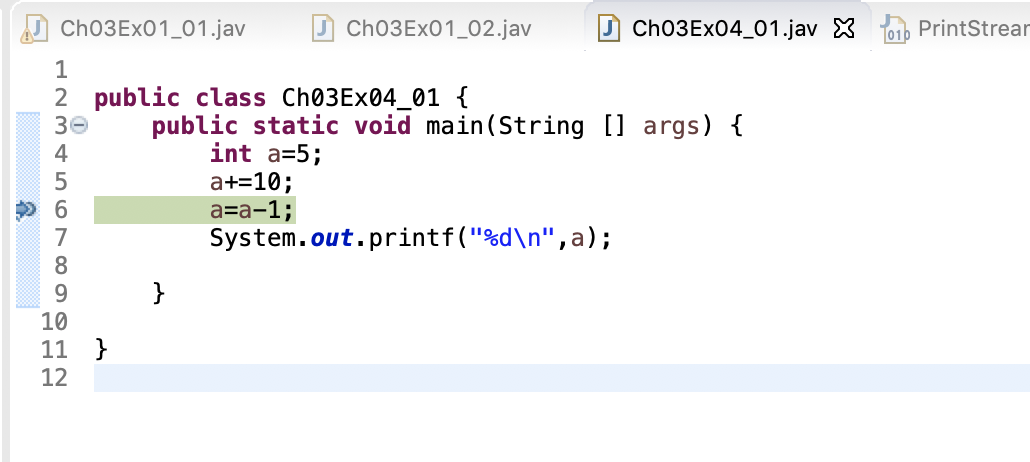 Ch03Ex01_01.jav Ch03Ex01_02.jav Ch03Ex04_01.jav PrintStrear
1
2 public class Ch03Ex04_01 {
3 public static void main(String [] args) {
4 int a=5;
5 a+=10;
6 a=a-1;
7 System.out.printf("%d\n",a);
8
9 }
10
11 }
12